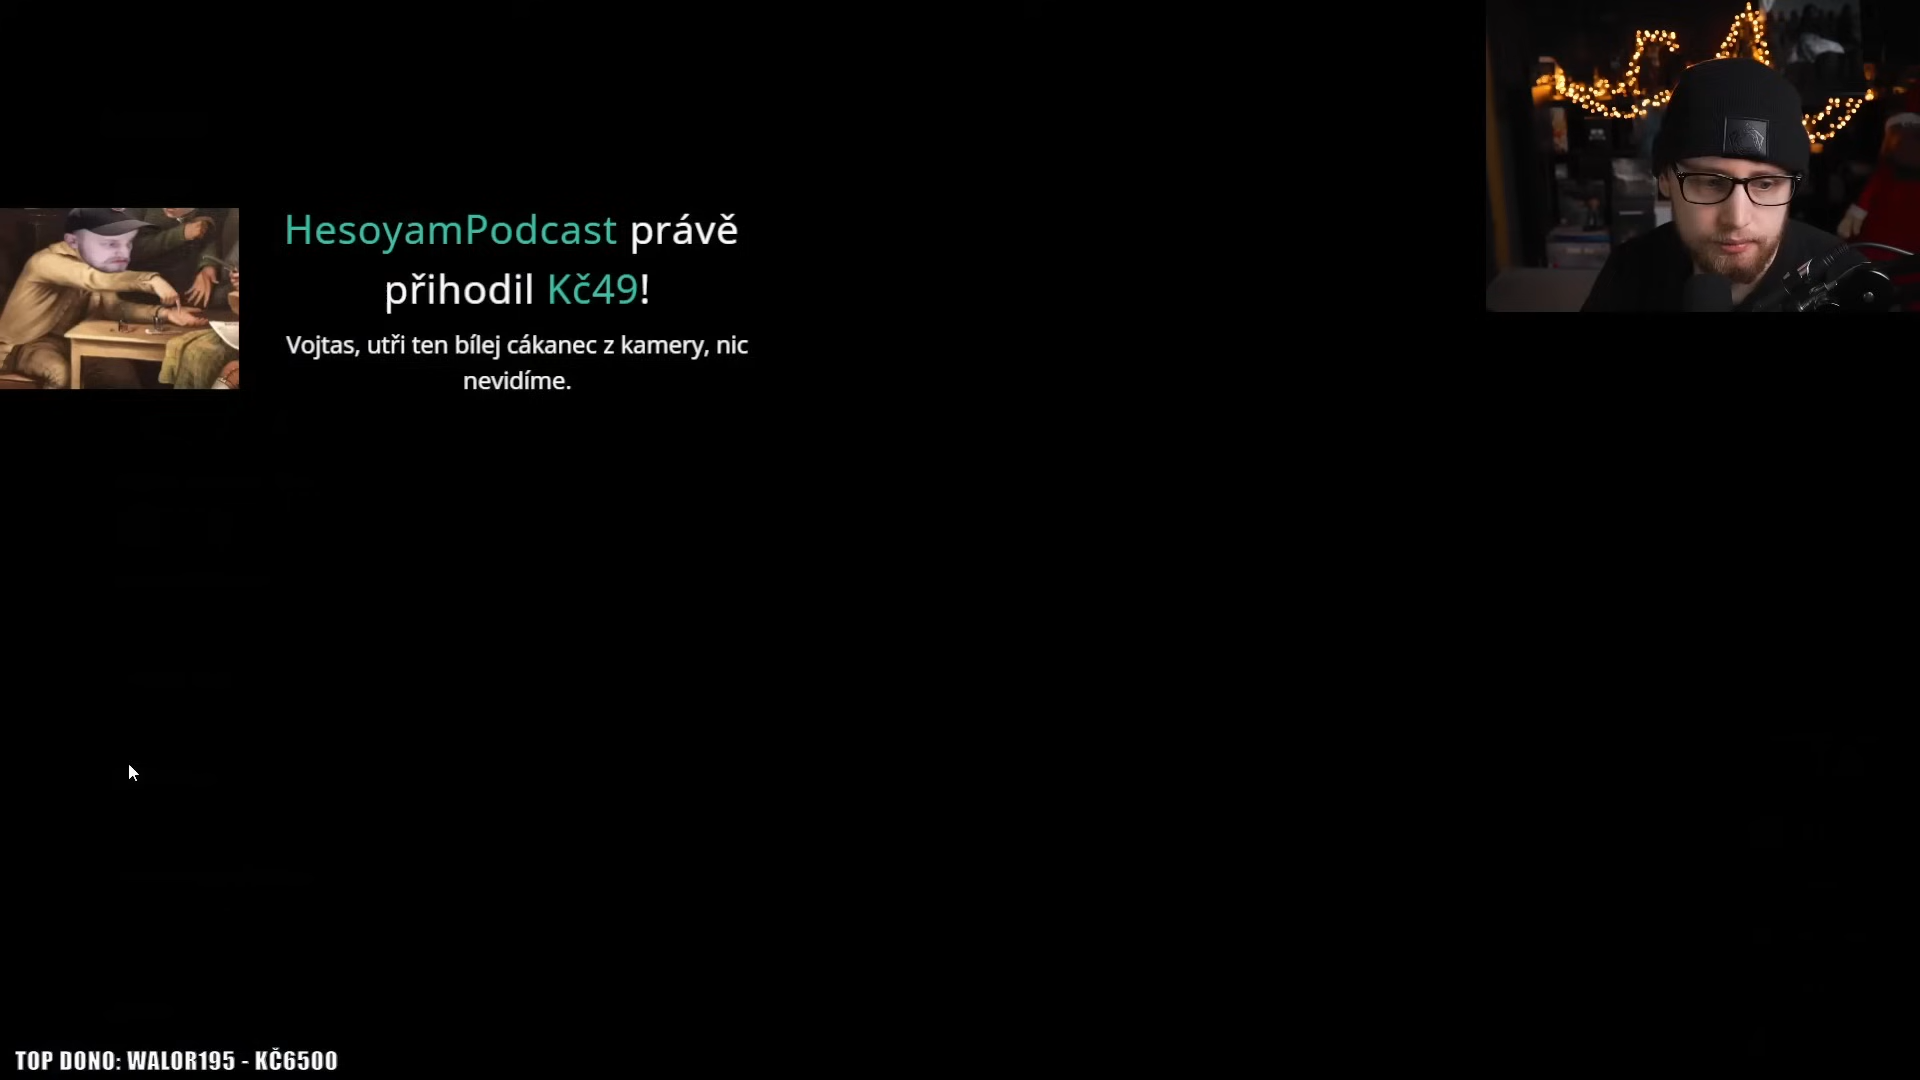 HesoyamPodcast právě
přihodil Kč49!
Vojtas, utři ten bílej cákanec z kamery, nic
nevidíme.
TOP DONO: WALOR195 - KČ6500